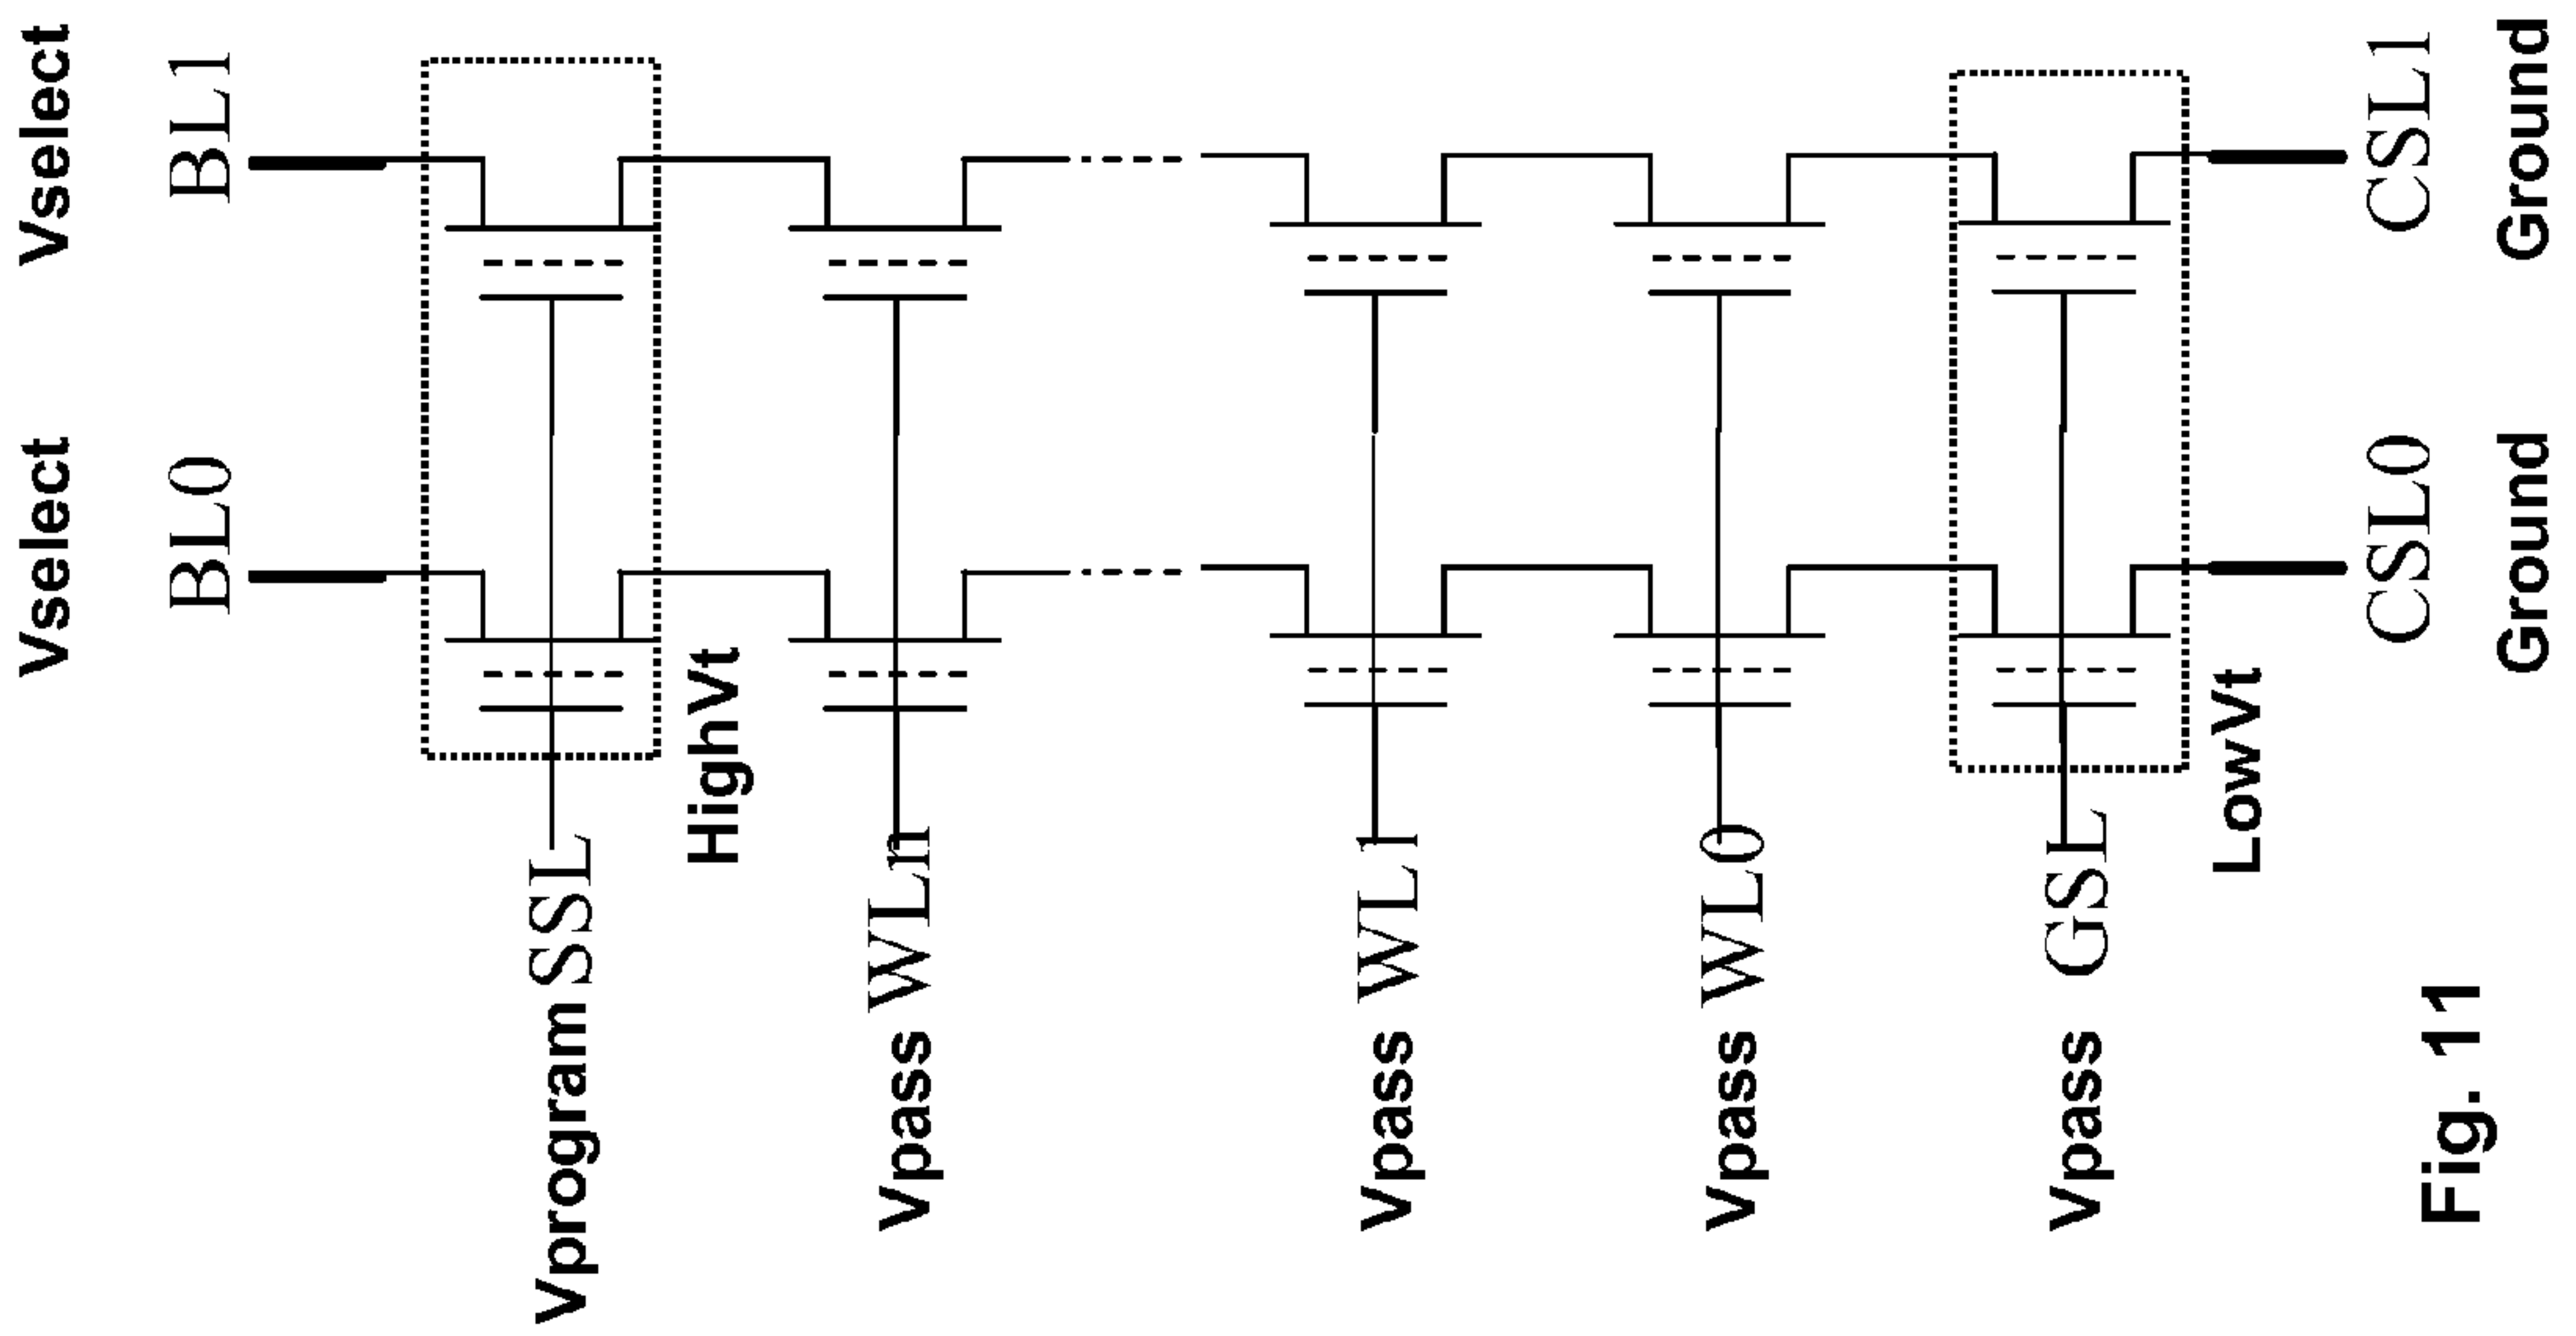 Vselect Vselect
BL0 BL1
Vprogram SSL
HighVt
Vpass WLn
Vpass WL1
Vpass WL0
Vpass GSL
LowVt
CSL0 CSL1
Ground Ground
Fig. 11